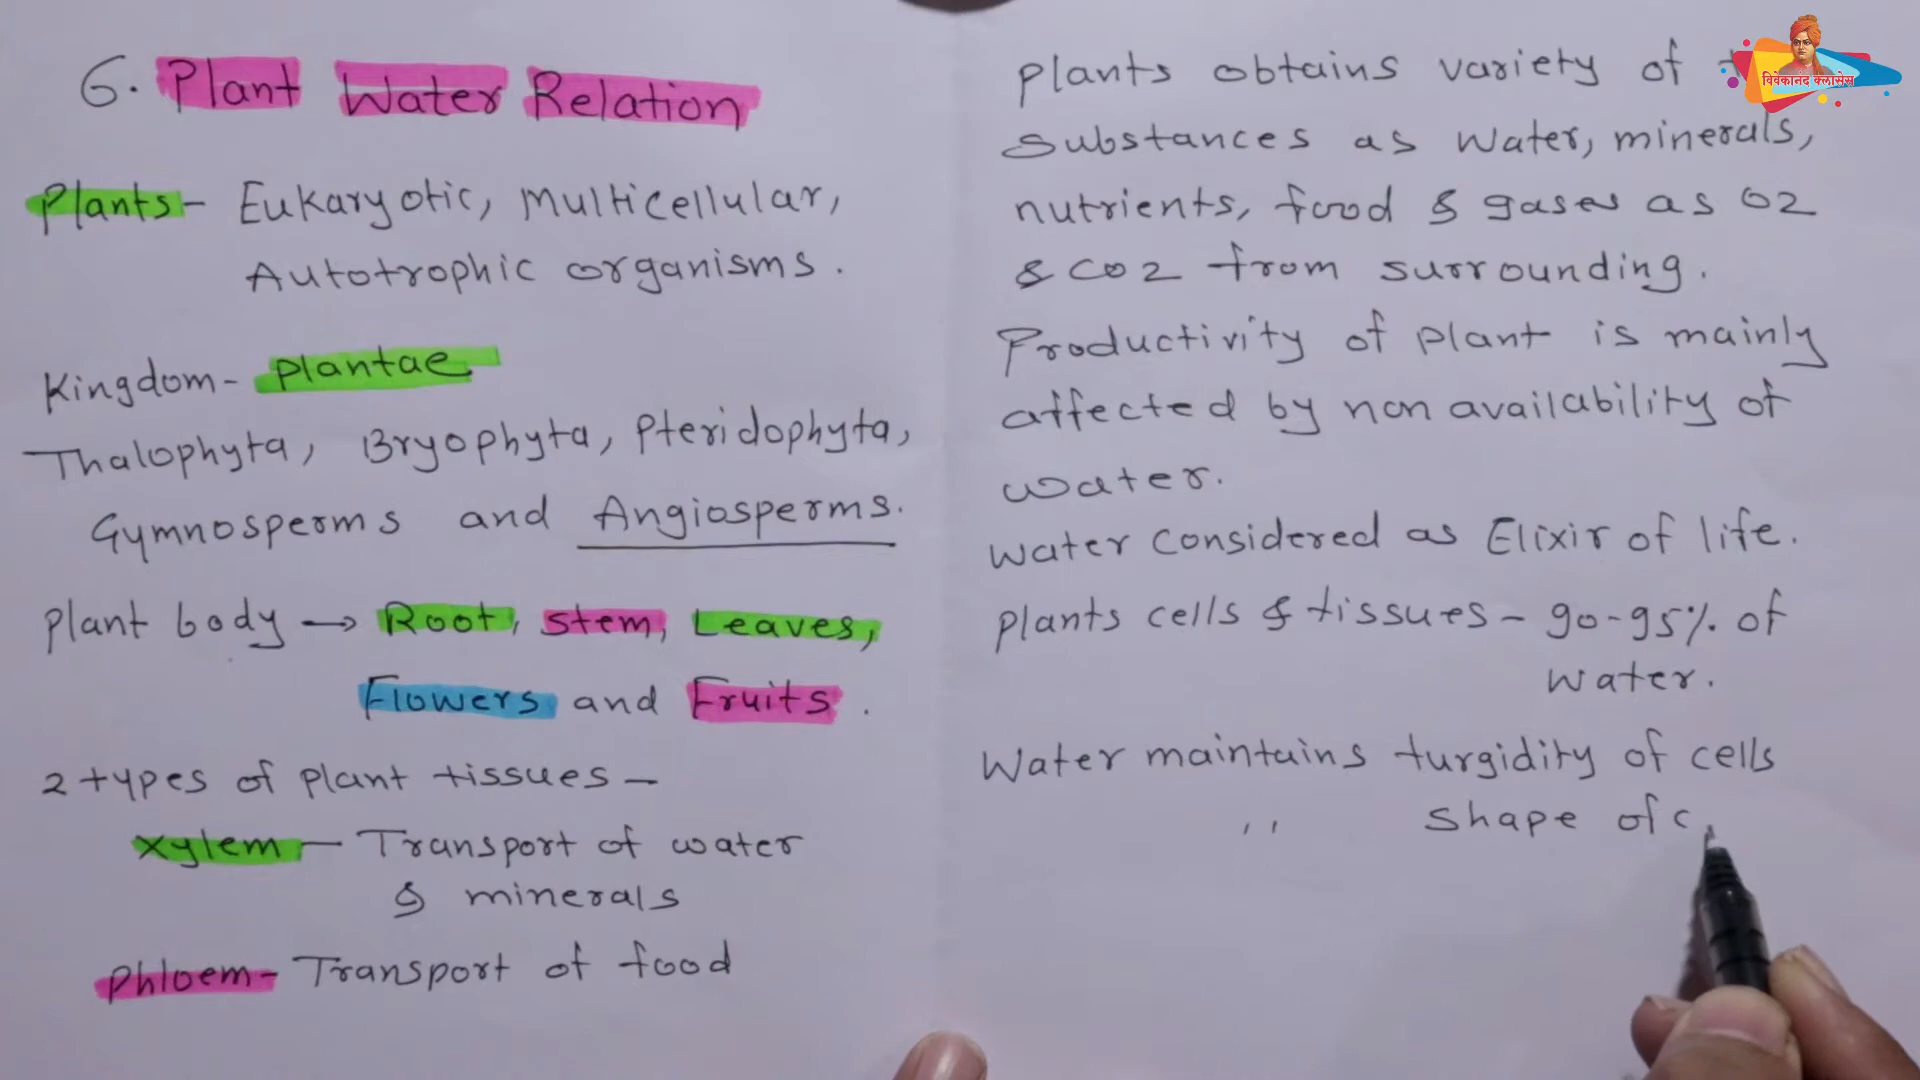 6. Plant Water Relation
Plants - Eukaryotic, Multicellular,
Autotrophic organisms.
Kingdom - Plantae
Thalophyta, Bryophyta, Pteridophyta,
Gymnosperms and Angiosperms.
Plant body → Root, Stem, Leaves,
Flowers and Fruits.
2 types of plant tissues -
Xylem - Transport of water
& minerals
Phloem - Transport of food
Plants obtains variety of
substances as Water, minerals,
nutrients, food & gases as O2
& CO2 from surrounding.
Productivity of plant is mainly
affected by non availability of
water.
Water considered as Elixir of life.
Plants cells & tissues - 90-95% of
Water.
Water maintains turgidity of cells
,, shape of c
विवेकानंद क्लासेस